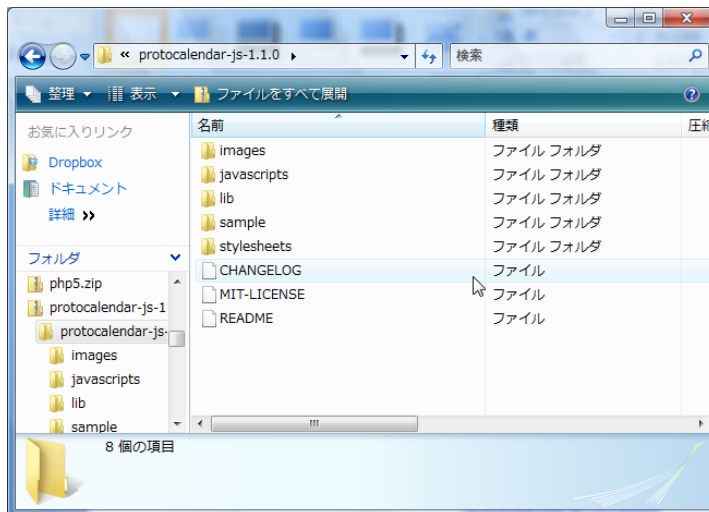 « protocalendar-js-1.1.0
検索
整理 表示 ファイルをすべて展開
お気に入りリンク
Dropbox
ドキュメント
詳細 »
フォルダ
php5.zip
protocalendar-js-1
protocalendar-js-
images
javascripts
lib
sample
名前 種類 圧縮
images ファイル フォルダ
javascripts ファイル フォルダ
lib ファイル フォルダ
sample ファイル フォルダ
stylesheets ファイル フォルダ
CHANGELOG ファイル
MIT-LICENSE ファイル
README ファイル
8 個の項目